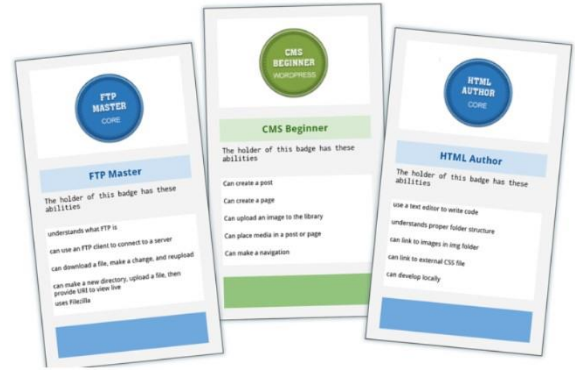 FTP
MASTER
CORE
FTP Master
The holder of this badge has these
abilities
understands what FTP is
can use an FTP client to connect to a server
can download a file, make a change, and reupload
can make a new directory, upload a file, then
provide URI to view live
uses Filezilla
CMS
BEGINNER
WORDPRESS
CMS Beginner
The holder of this badge has these
abilities
Can create a post
Can create a page
Can upload an image to the library
Can place media in a post or page
Can make a navigation
HTML
AUTHOR
CORE
HTML Author
The holder of this badge has these
abilities
use a text editor to write code
understands proper folder structure
can link to images in img folder
can link to external CSS file
can develop locally